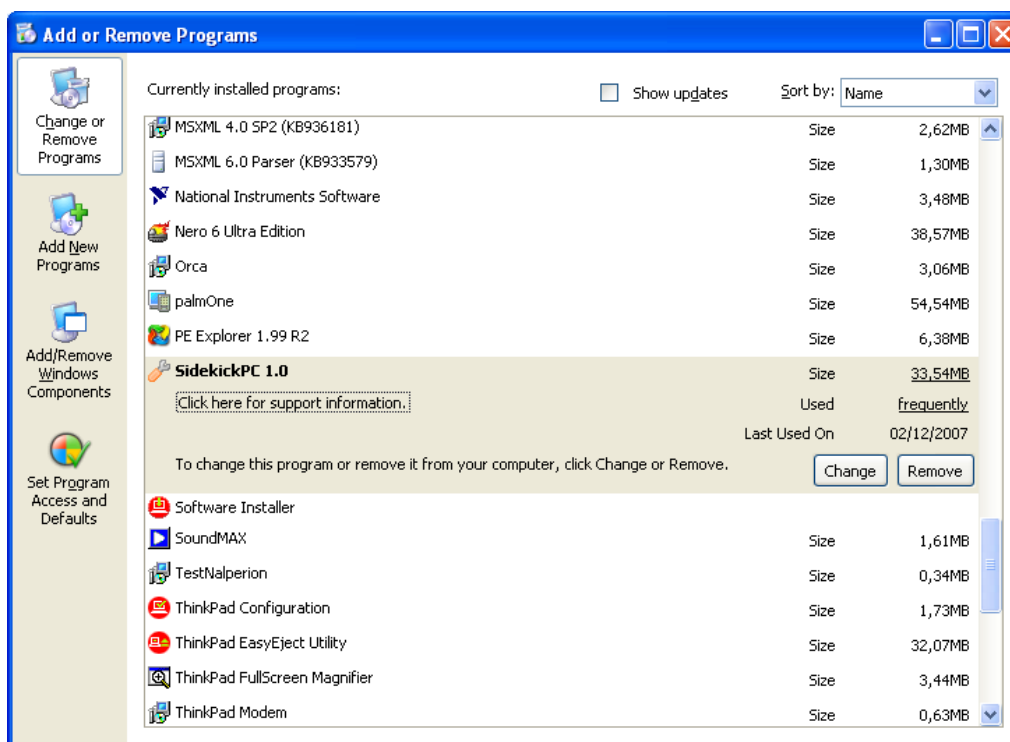 Add or Remove Programs
Change or
Remove
Programs
Add New
Programs
Add/Remove
Windows
Components
Set Program
Access and
Defaults
Currently installed programs:
Show updates
Sort by: Name
MSXML 4.0 SP2 (KB936181) Size 2,62MB
MSXML 6.0 Parser (KB933579) Size 1,30MB
National Instruments Software Size 3,48MB
Nero 6 Ultra Edition Size 38,57MB
Orca Size 3,06MB
palmOne Size 54,54MB
PE Explorer 1.99 R2 Size 6,38MB
SidekickPC 1.0 Size 33,54MB
Click here for support information. Used frequently
Last Used On 02/12/2007
To change this program or remove it from your computer, click Change or Remove. Change Remove
Software Installer
SoundMAX Size 1,61MB
TestNalperion Size 0,34MB
ThinkPad Configuration Size 1,73MB
ThinkPad EasyEject Utility Size 32,07MB
ThinkPad FullScreen Magnifier Size 3,44MB
ThinkPad Modem Size 0,63MB